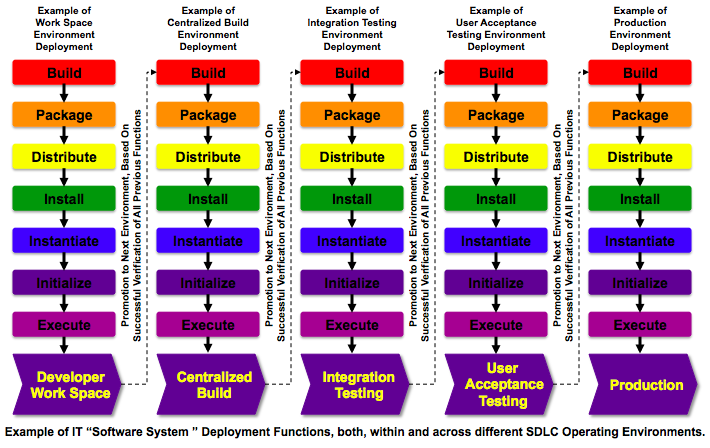 Example of
Work Space
Environment
Deployment
Build
Package
Distribute
Install
Instantiate
Initialize
Execute
Developer
Work Space
Promotion to Next Environment, Based On
Successful Verification of All Previous Functions
Example of
Centralized Build
Environment
Deployment
Build
Package
Distribute
Install
Instantiate
Initialize
Execute
Centralized
Build
Promotion to Next Environment, Based On
Successful Verification of All Previous Functions
Example of
Integration Testing
Environment
Deployment
Build
Package
Distribute
Install
Instantiate
Initialize
Execute
Integration
Testing
Promotion to Next Environment, Based On
Successful Verification of All Previous Functions
Example of
User Acceptance
Testing Environment
Deployment
Build
Package
Distribute
Install
Instantiate
Initialize
Execute
User
Acceptance
Testing
Promotion to Next Environment, Based On
Successful Verification of All Previous Functions
Example of
Production
Environment
Deployment
Build
Package
Distribute
Install
Instantiate
Initialize
Execute
Production
Example of IT “Software System ” Deployment Functions, both, within and across different SDLC Operating Environments.